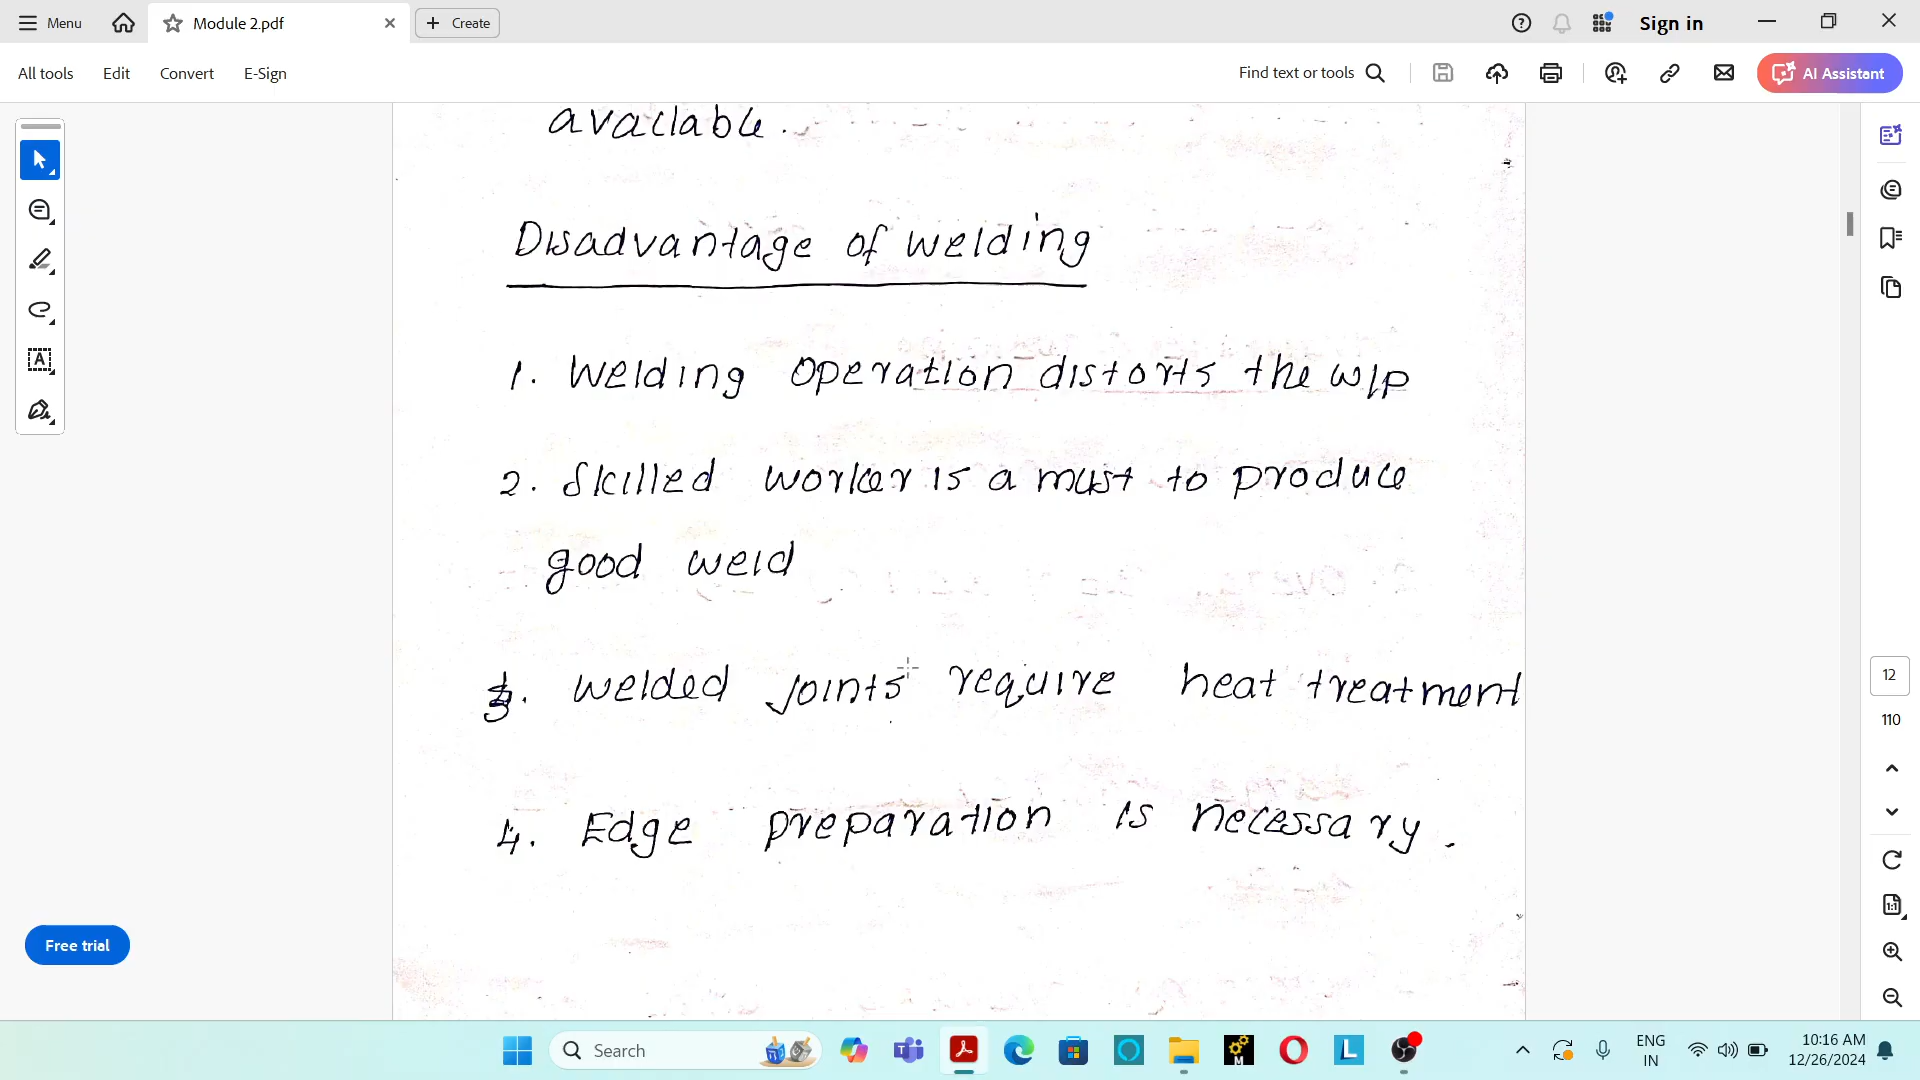 Menu
Module 2.pdf
Create
Sign in
All tools
Edit
Convert
E-Sign
Find text or tools
AI Assistant
available.
Disadvantage of welding
1. Welding Operation distorts the w/p
2. Skilled worker is a must to produce
good weld
3. Welded joints require heat treatment
4. Edge preparation is necessary.
12
110
1:1
Free trial
Search
ENG
IN
10:16 AM
12/26/2024